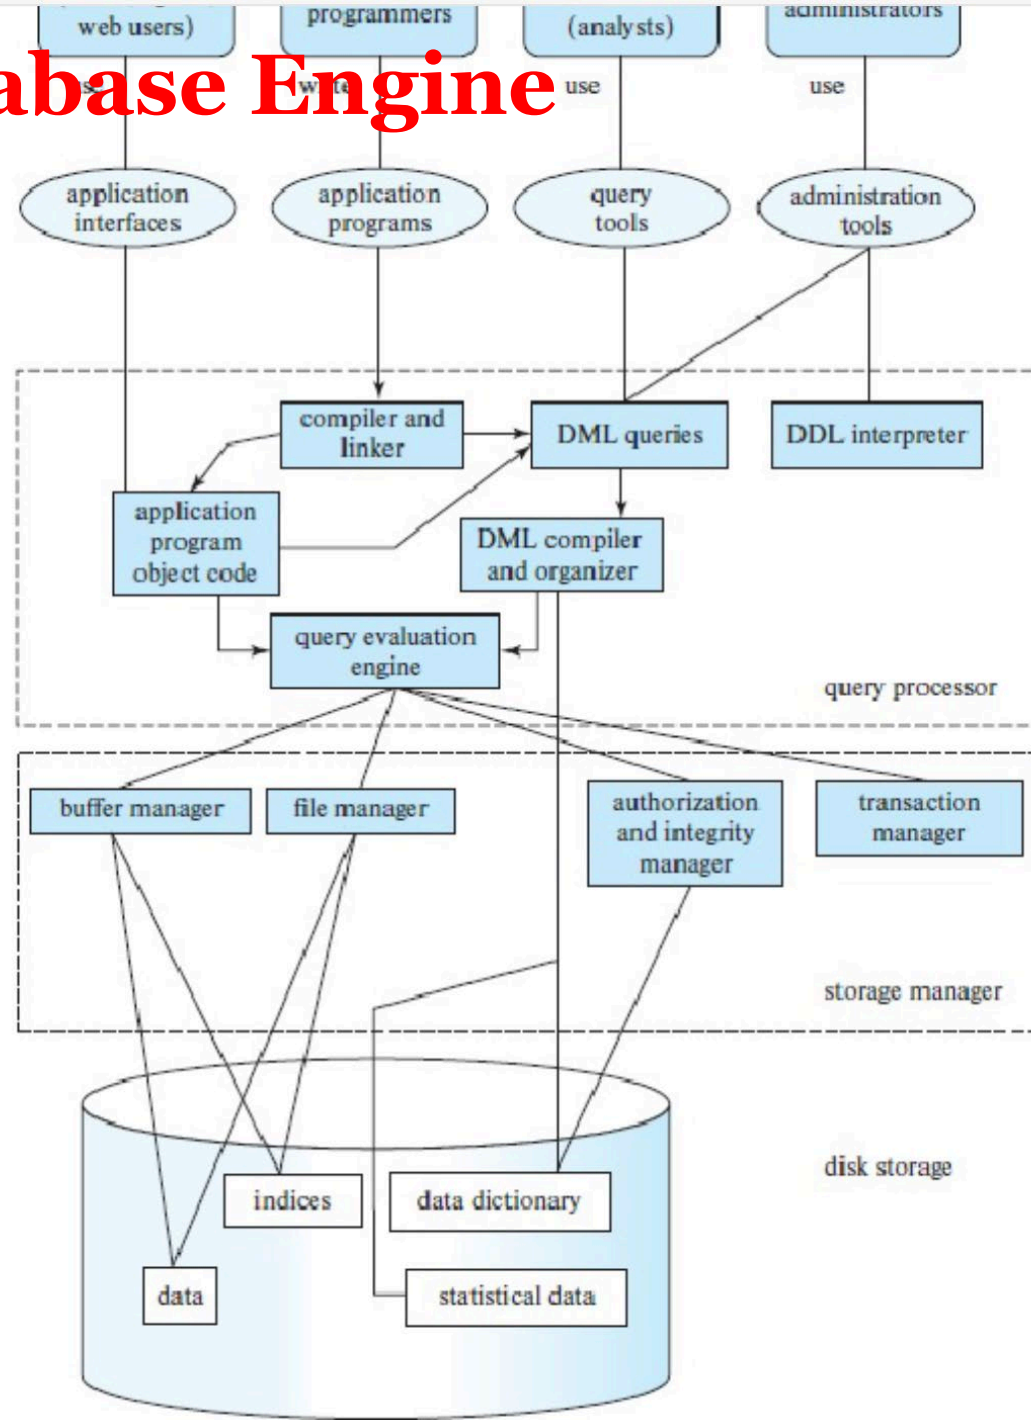 web users)
programmers
(analysts)
administrators
abase Engine
use
write
use
use
application
interfaces
application
programs
query
tools
administration
tools
compiler and
linker
DML queries
DDL interpreter
application
program
object code
DML compiler
and organizer
query evaluation
engine
query processor
buffer manager
file manager
authorization
and integrity
manager
transaction
manager
storage manager
disk storage
indices
data dictionary
data
statistical data